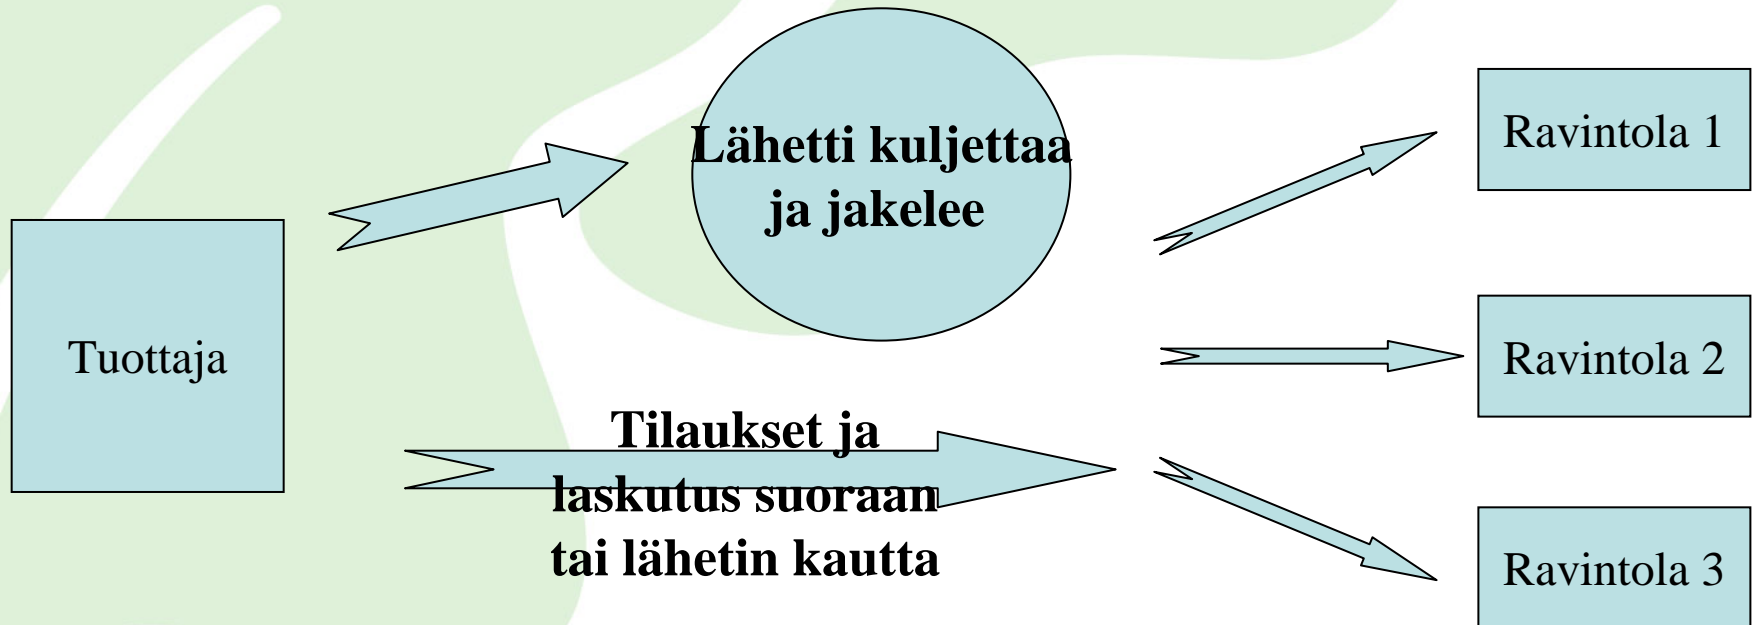 Tuottaja
Lähetti kuljettaa
ja jakelee
Tilaukset ja
laskutus suoraan
tai lähetin kautta
Ravintola 1
Ravintola 2
Ravintola 3